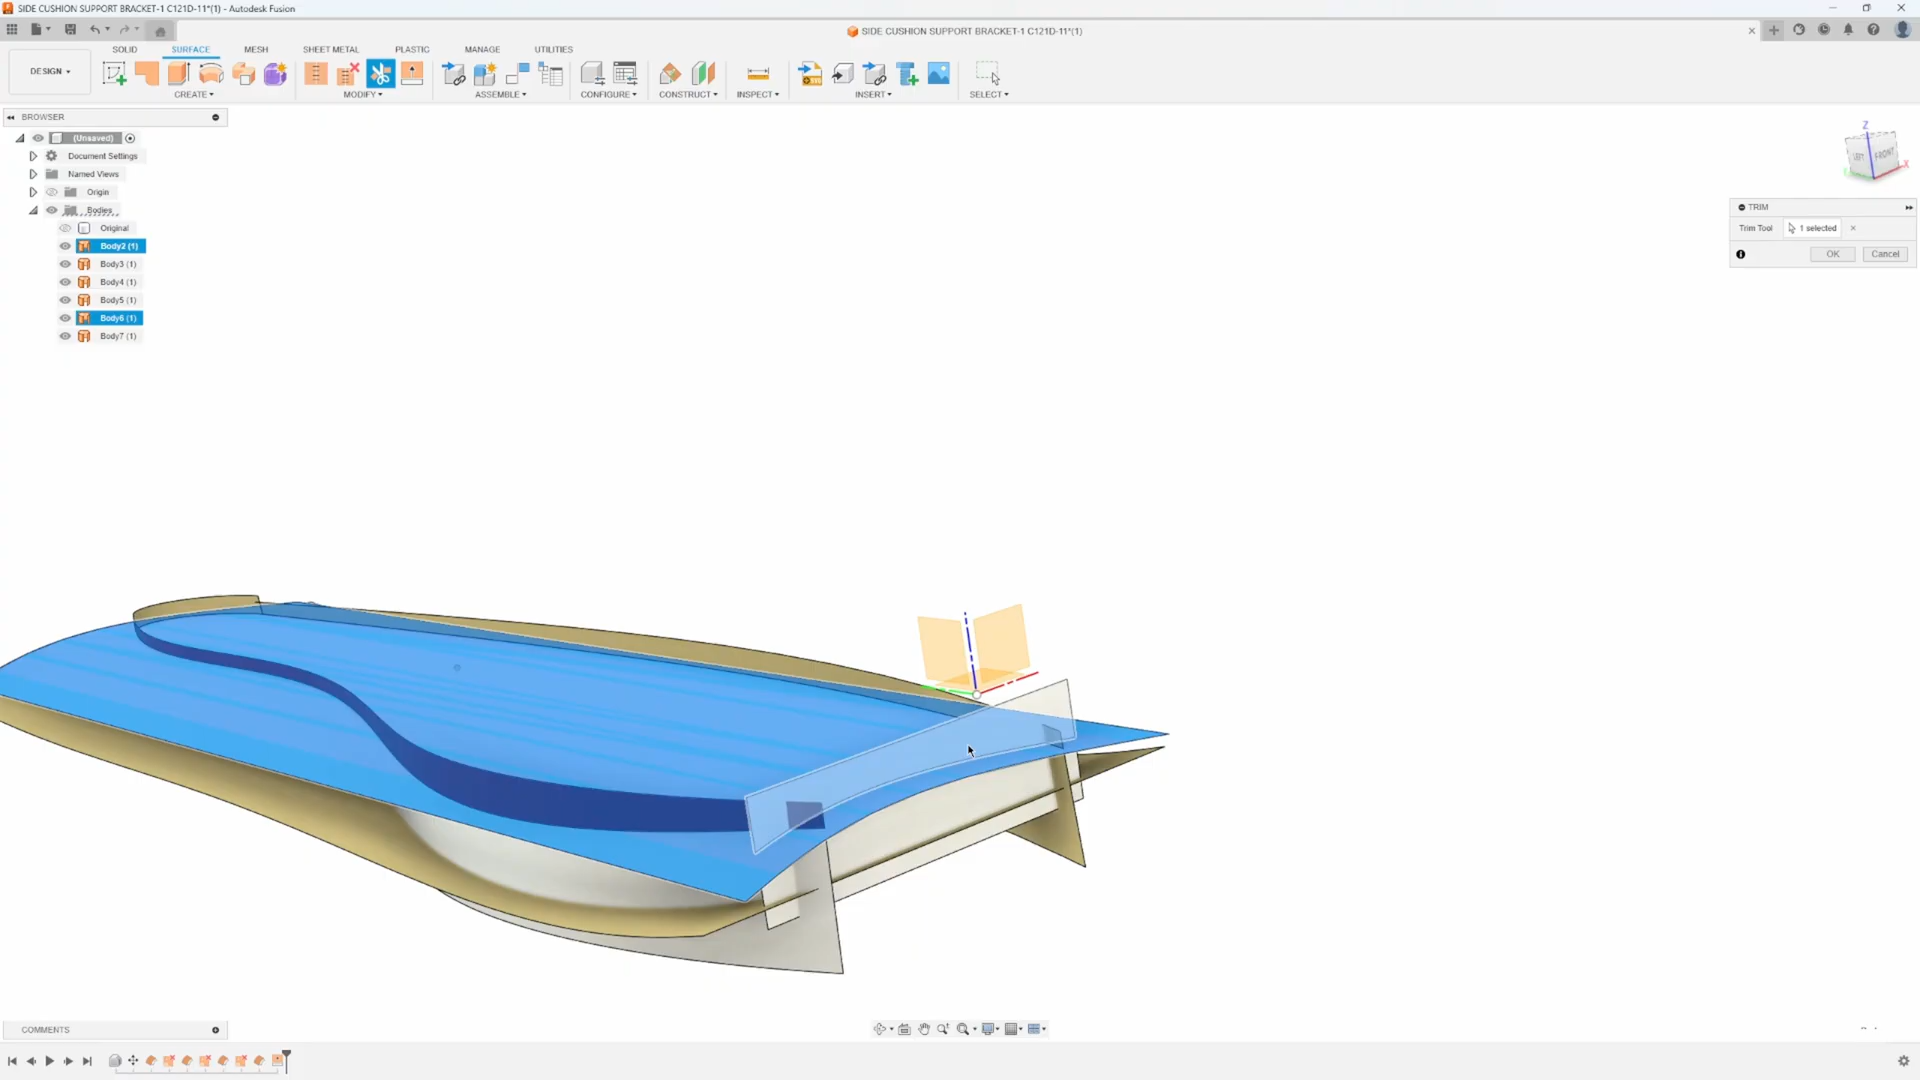 SIDE CUSHION SUPPORT BRACKET-1 C121D-11*(1) - Autodesk Fusion
SIDE CUSHION SUPPORT BRACKET-1 C121D-11*(1)
SOLID SURFACE MESH SHEET METAL PLASTIC MANAGE UTILITIES
DESIGN
CREATE MODIFY ASSEMBLE CONFIGURE CONSTRUCT INSPECT INSERT SELECT
BROWSER
(Unsaved)
Document Settings
Named Views
Origin
Bodies
Original
Body2 (1)
Body3 (1)
Body4 (1)
Body5 (1)
Body6 (1)
Body7 (1)
Z
LEFT FRONT
X
TRIM
Trim Tool 1 selected
OK Cancel
COMMENTS